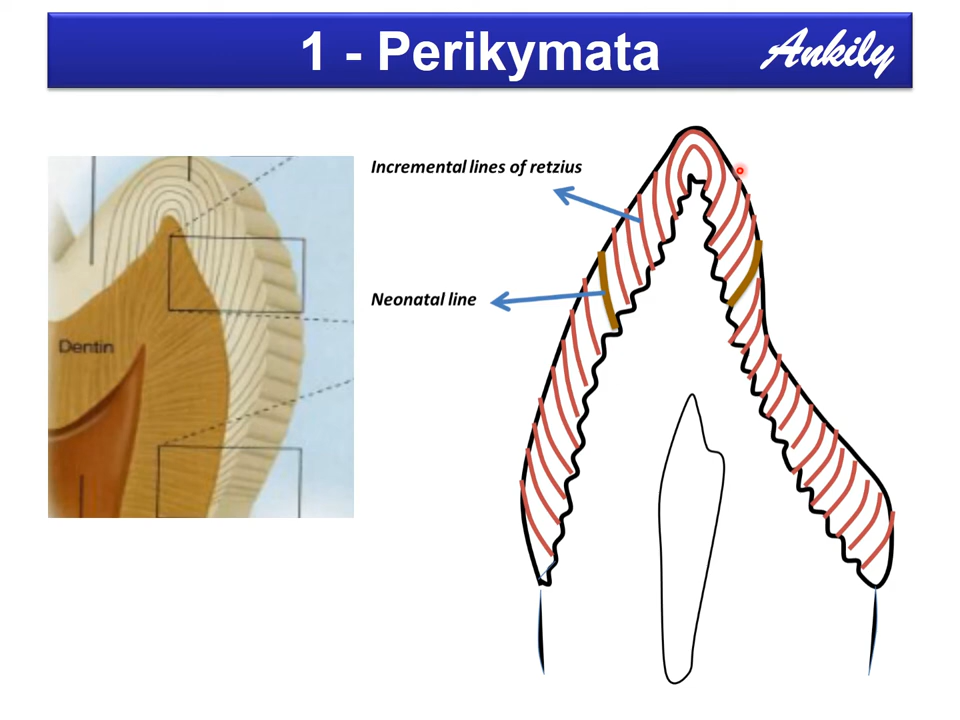 1 - Perikymata
Ankily
Incremental lines of retzius
Neonatal line
Dentin